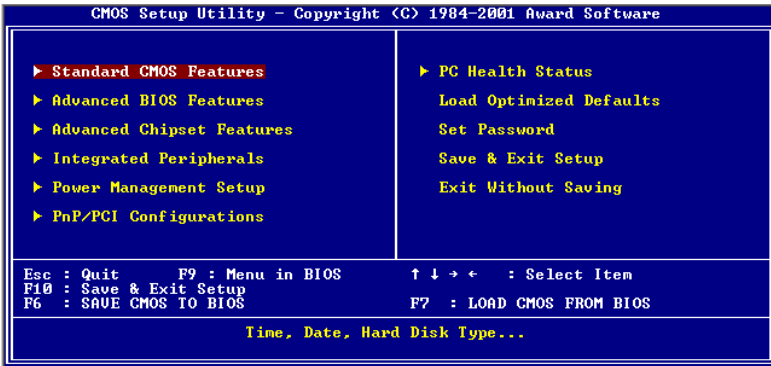 CMOS Setup Utility - Copyright (C) 1984-2001 Award Software
► Standard CMOS Features
► Advanced BIOS Features
► Advanced Chipset Features
► Integrated Peripherals
► Power Management Setup
► PnP/PCI Configurations
► PC Health Status
Load Optimized Defaults
Set Password
Save & Exit Setup
Exit Without Saving
Esc : Quit F9 : Menu in BIOS ↑ ↓ → ← : Select Item
F10 : Save & Exit Setup
F6 : SAVE CMOS TO BIOS F7 : LOAD CMOS FROM BIOS
Time, Date, Hard Disk Type...